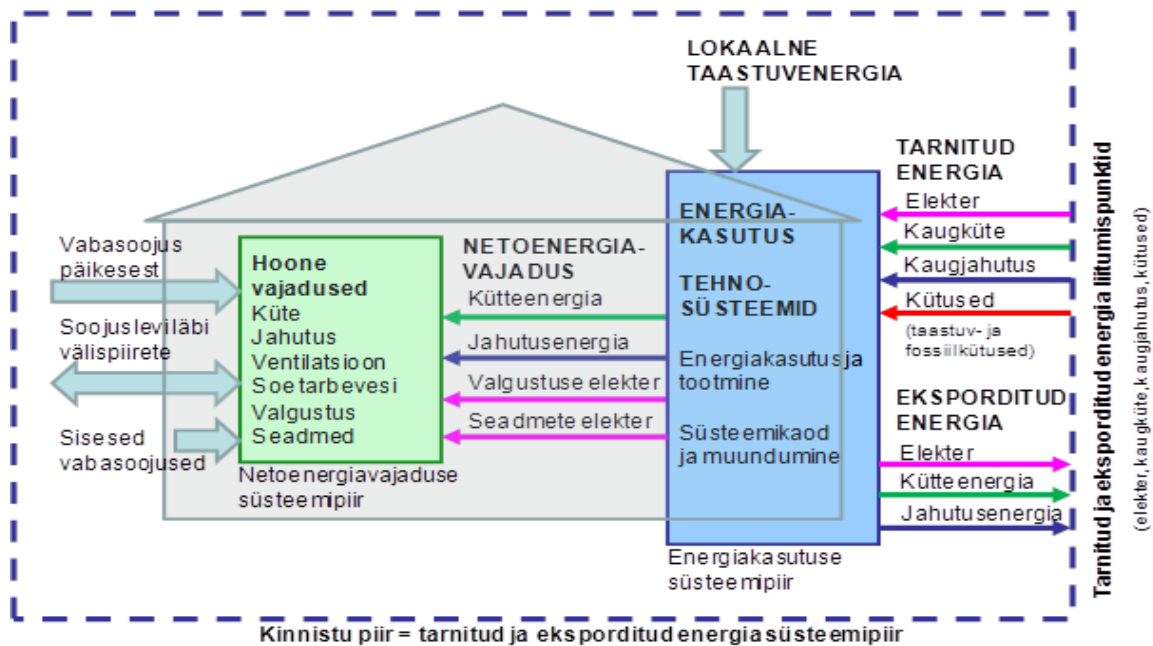 LOKAALNE
TAASTUVENERGIA
TARNITUD
ENERGIA
Elekter
Kaugküte
Kaugjahutus
Kütused
(taastuv- ja
fossiilkütused)
EKSPORDITUD
ENERGIA
Elekter
Kütteenergia
Jahutusenergia
ENERGIA-
KASUTUS
TEHNO-
SÜSTEEMID
Energiakasutus ja
tootmine
Süsteemikaod
ja muundumine
Energiakasutuse
süsteemipiir
NETOENERGIA-
VAJADUS
Kütteenergia
Jahutusenergia
Valgustuse elekter
Seadmete elekter
Hoone
vajadused
Küte
Jahutus
Ventilatsioon
Soe tarbevesi
Valgustus
Seadmed
Netoenergiavajaduse
süsteemipiir
Vabasoojus
päikesest
Soojuslevi läbi
välispiirete
Sisesed
vabasoojused
Tarnitud ja eksporditud energia liitumispunktid
(elekter, kaugküte, kaugjahutus, kütused)
Kinnistu piir = tarnitud ja eksporditud energia süsteemipiir